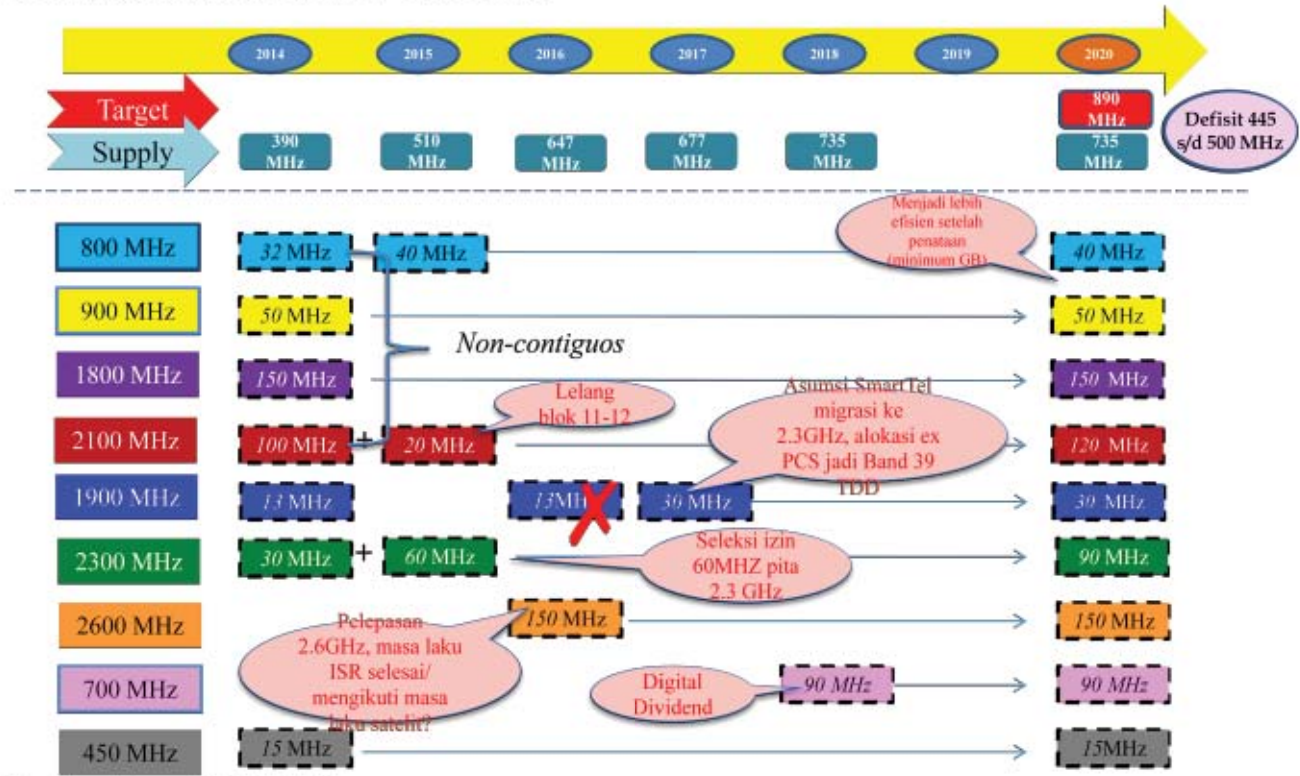 2014 2015 2016 2017 2018 2019 2020
Target
890
MHz
Defisit 445
s/d 500 MHz
Supply
390
MHz
510
MHz
647
MHz
677
MHz
735
MHz
735
MHz
Menjadi lebih
efisien setelah
penataan
(minimum GB)
800 MHz
32 MHz
40 MHz
40 MHz
900 MHz
50 MHz
50 MHz
Non-contiguos
1800 MHz
150 MHz
150 MHz
Lelang
blok 11-12
Asumsi SmartTel
migrasi ke
2.3GHz, alokasi ex
PCS jadi Band 39
TDD
2100 MHz
100 MHz
+
20 MHz
120 MHz
1900 MHz
13 MHz
13MHz
30 MHz
30 MHz
2300 MHz
30 MHz
+
60 MHz
Seleksi izin
60MHZ pita
2.3 GHz
90 MHz
2600 MHz
150 MHz
150 MHz
Pelepasan
2.6GHz, masa laku
ISR selesai/
mengikuti masa
laku satelit?
700 MHz
Digital
Dividend
90 MHz
90 MHz
450 MHz
15 MHz
15MHz